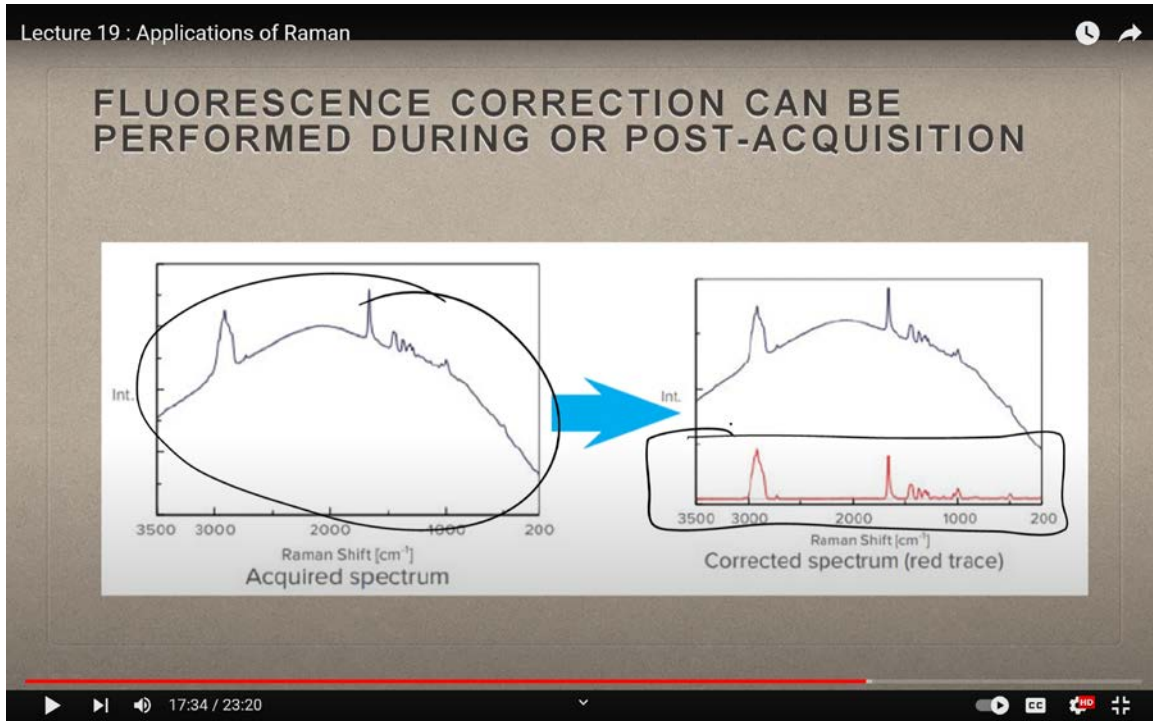 Lecture 19 : Applications of Raman
FLUORESCENCE CORRECTION CAN BE
PERFORMED DURING OR POST-ACQUISITION
Int.
3500 3000 2000 1000 200
Raman Shift [cm⁻¹]
Acquired spectrum
Int.
3500 3000 2000 1000 200
Raman Shift [cm⁻¹]
Corrected spectrum (red trace)
17:34 / 23:20
CC
HD